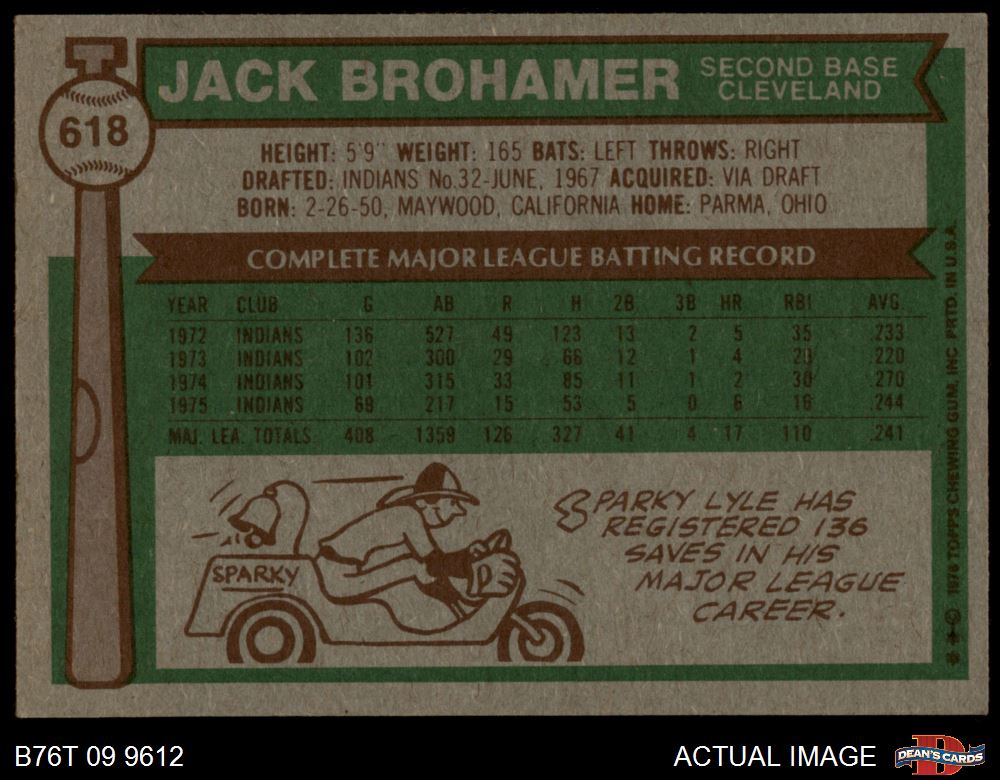 JACK BROHAMER
SECOND BASE
CLEVELAND
618
HEIGHT: 5'9" WEIGHT: 165 BATS: LEFT THROWS: RIGHT
DRAFTED: INDIANS No.32-JUNE, 1967 ACQUIRED: VIA DRAFT
BORN: 2-26-50, MAYWOOD, CALIFORNIA HOME: PARMA, OHIO
COMPLETE MAJOR LEAGUE BATTING RECORD
YEAR CLUB G AB R H 2B 3B HR RBI AVG.
1972 INDIANS 136 527 49 123 13 2 5 35 .233
1973 INDIANS 102 300 29 66 12 1 4 29 .220
1974 INDIANS 101 315 33 85 11 1 2 30 .270
1975 INDIANS 69 217 15 53 5 0 6 16 .244
MAJ. LEA. TOTALS 408 1359 126 327 41 4 17 110 .241
SPARKY
SPARKY LYLE HAS
REGISTERED 136
SAVES IN HIS
MAJOR LEAGUE
CAREER.
✱✱© 1976 TOPPS CHEWING GUM, INC. PRTD. IN U.S.A.
B76T 09 9612
ACTUAL IMAGE
DEAN'S CARDS